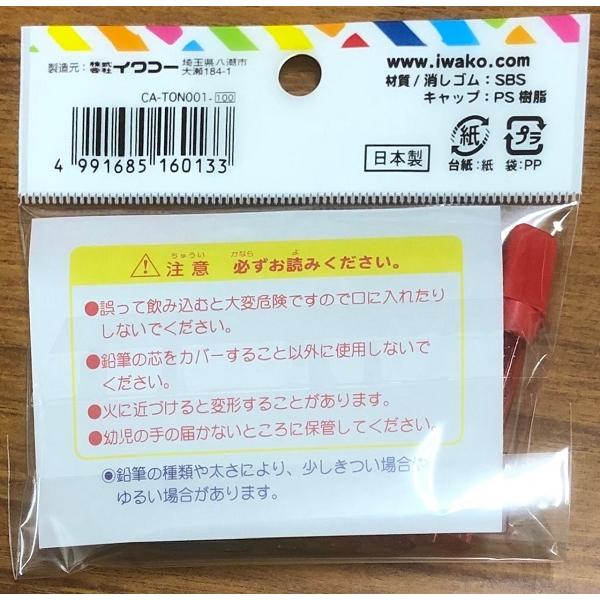 製造元：株式会社イワコー 埼玉県八潮市大瀬184-1
www.iwako.com
材質/消しゴム：SBS
キャップ：PS樹脂
CA-TON001-100
4 991685 160133
日本製
紙 プラ
台紙：紙 袋：PP
ちゅうい かなら よ
注意 必ずお読みください。
●誤って飲み込むと大変危険ですので口に入れたり
しないでください。
●鉛筆の芯をカバーすること以外に使用しないで
ください。
●火に近づけると変形することがあります。
●幼児の手の届かないところに保管してください。
●鉛筆の種類や太さにより、少しきつい場合や
ゆるい場合があります。